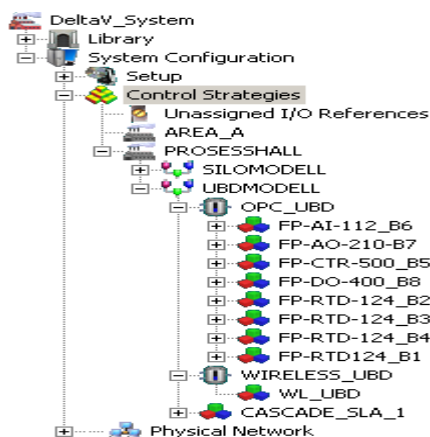 DeltaV_System
Library
System Configuration
Setup
Control Strategies
Unassigned I/O References
AREA_A
PROSESSHALL
SILOMODELL
UBDMODELL
OPC_UBD
FP-AI-112_B6
FP-AO-210-B7
FP-CTR-500_B5
FP-DO-400_B8
FP-RTD-124_B2
FP-RTD-124_B3
FP-RTD-124_B4
FP-RTD124_B1
WIRELESS_UBD
WL_UBD
CASCADE_SLA_1
Physical Network